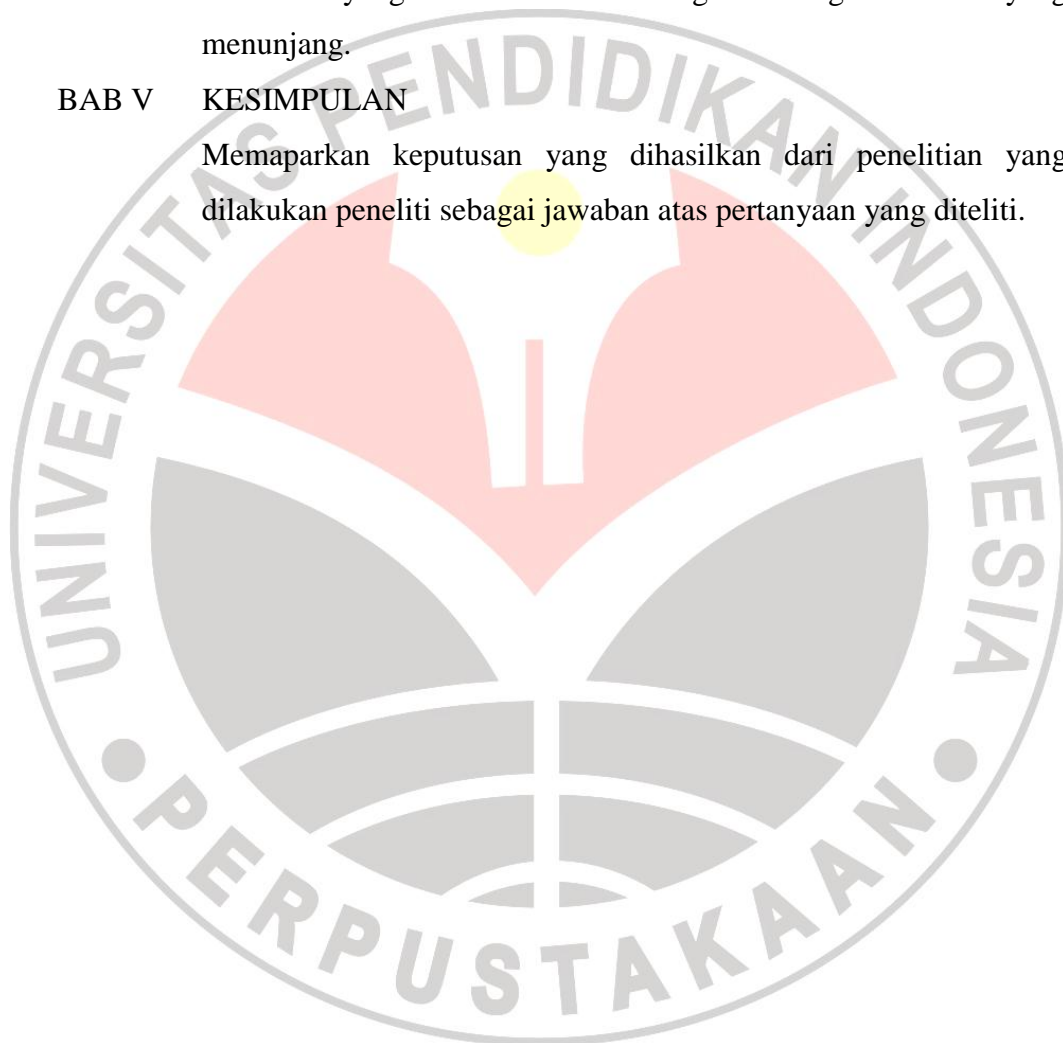 menunjang.
BAB V KESIMPULAN
Memaparkan keputusan yang dihasilkan dari penelitian yang
dilakukan peneliti sebagai jawaban atas pertanyaan yang diteliti.
UNIVERSITAS PENDIDIKAN INDONESIA
PERPUSTAKAAN